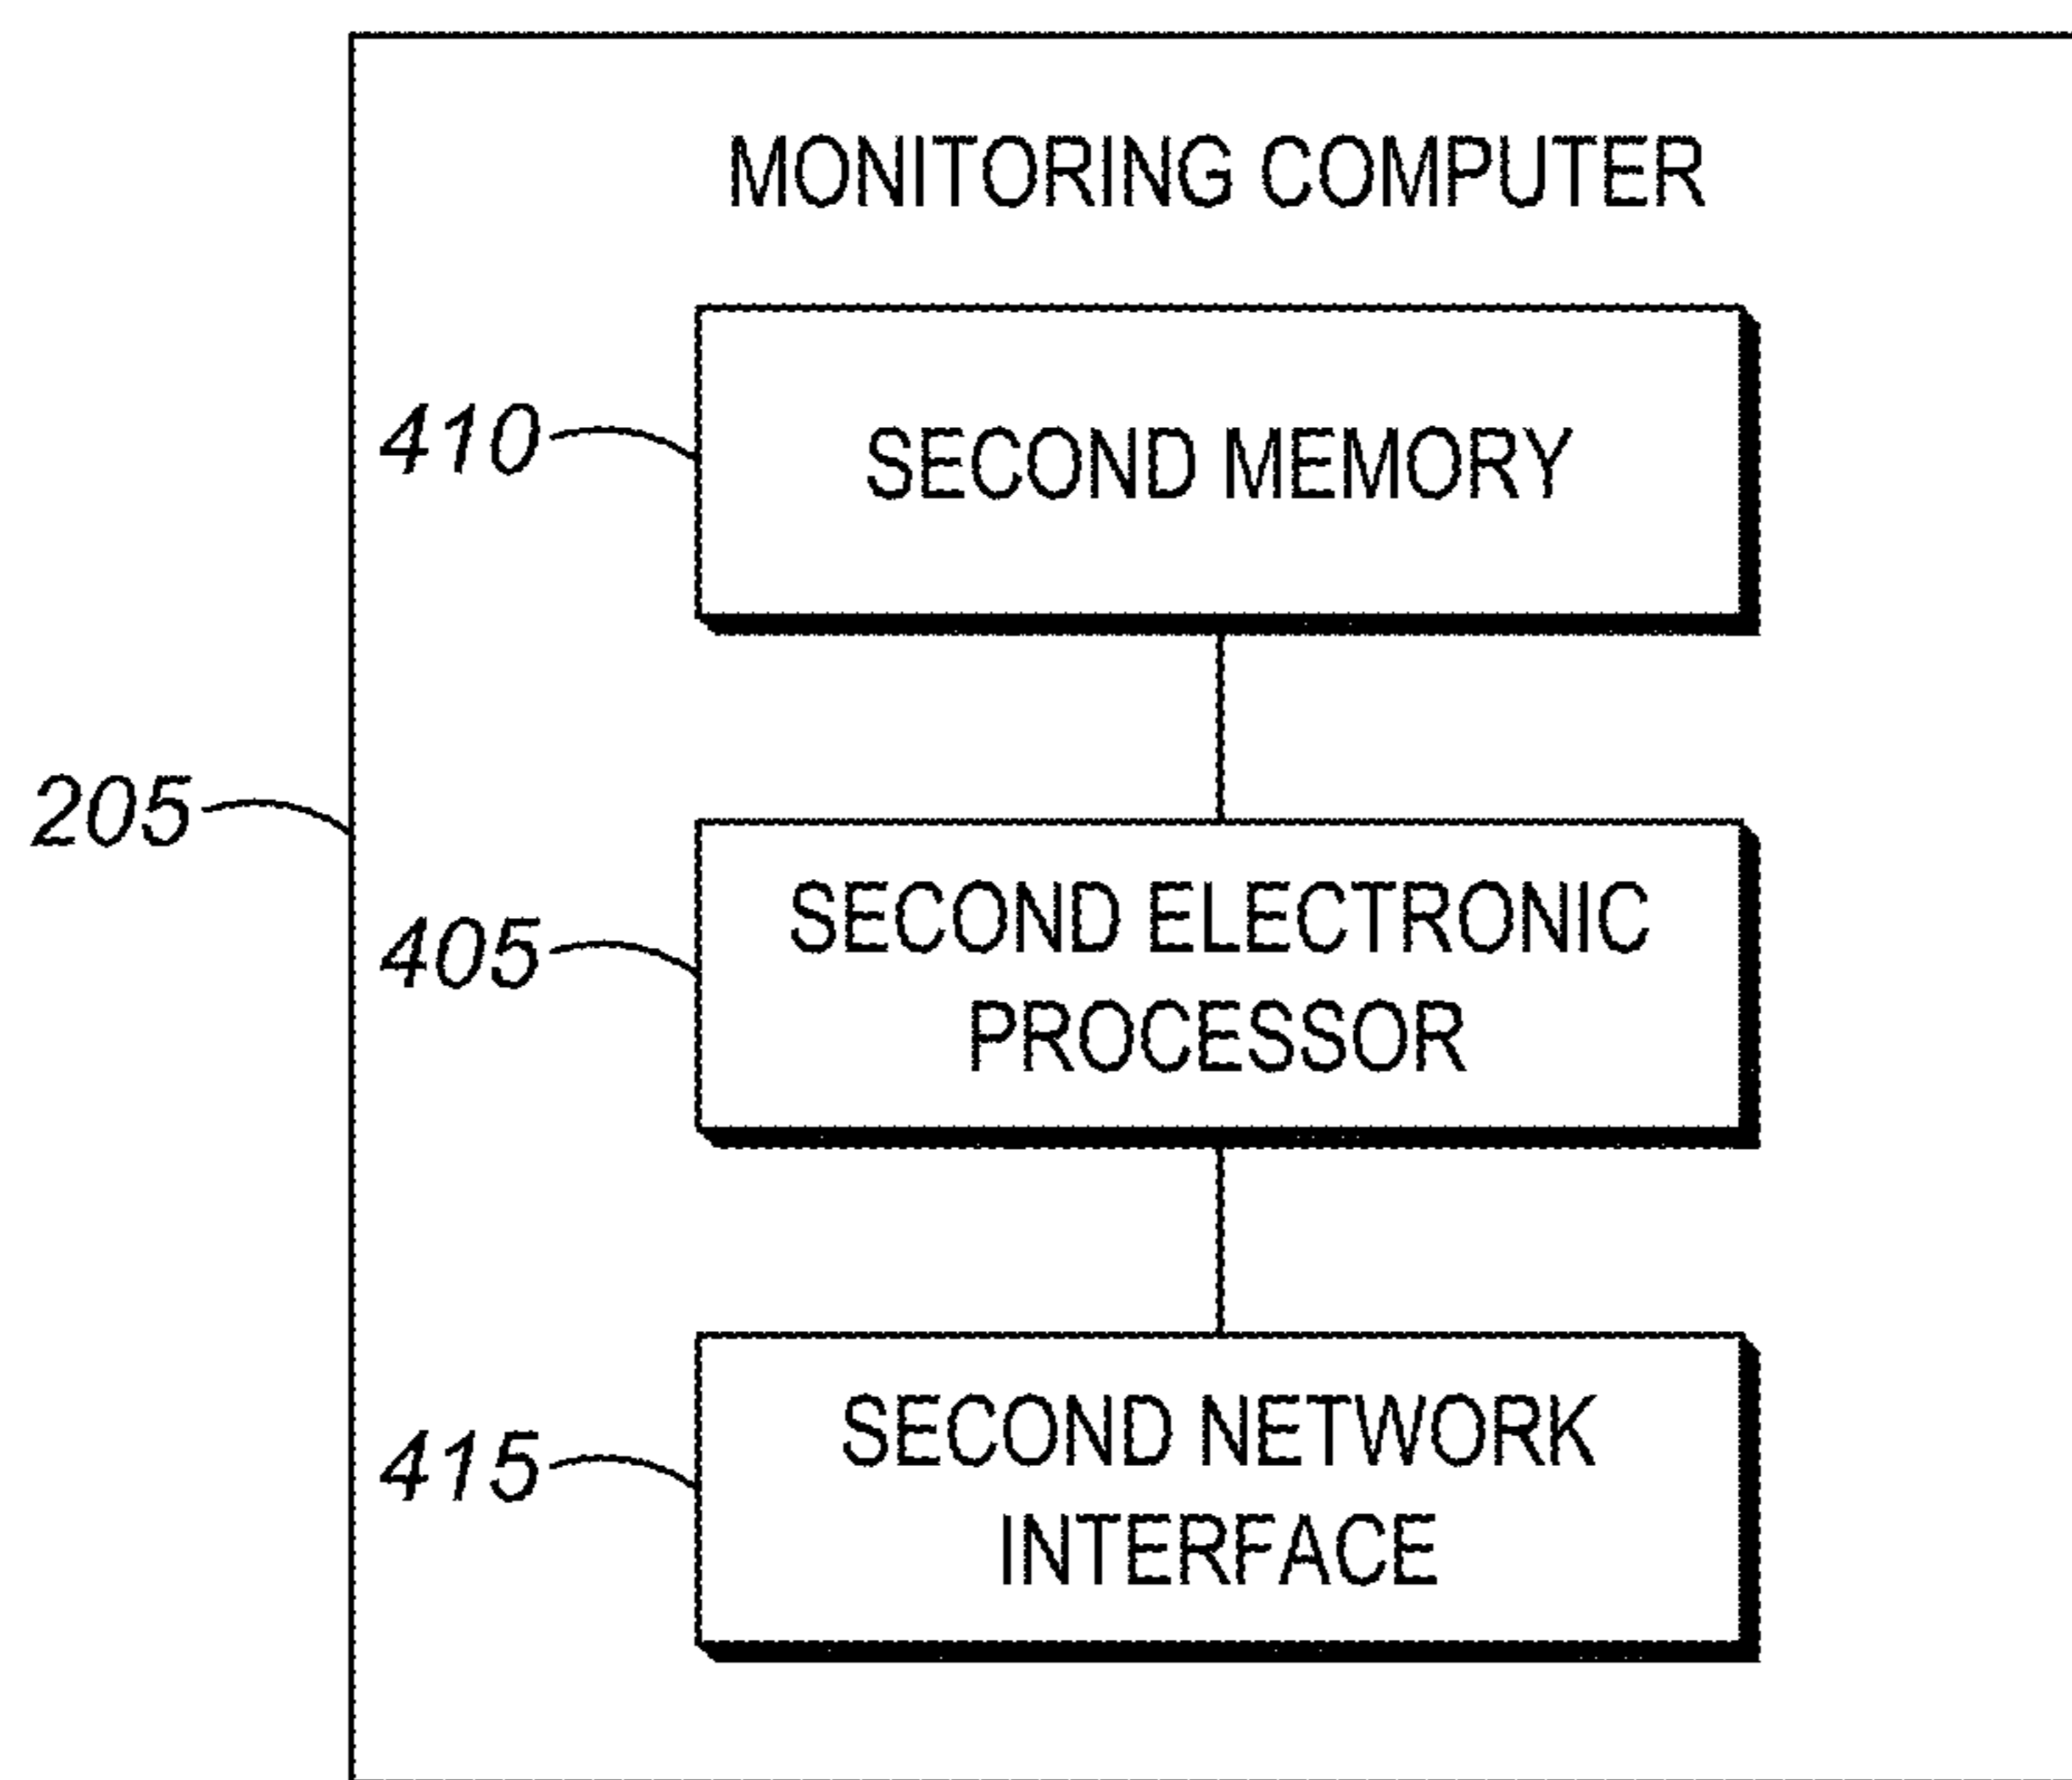 MONITORING COMPUTER
410
SECOND MEMORY
205
405
SECOND ELECTRONIC
PROCESSOR
415
SECOND NETWORK
INTERFACE